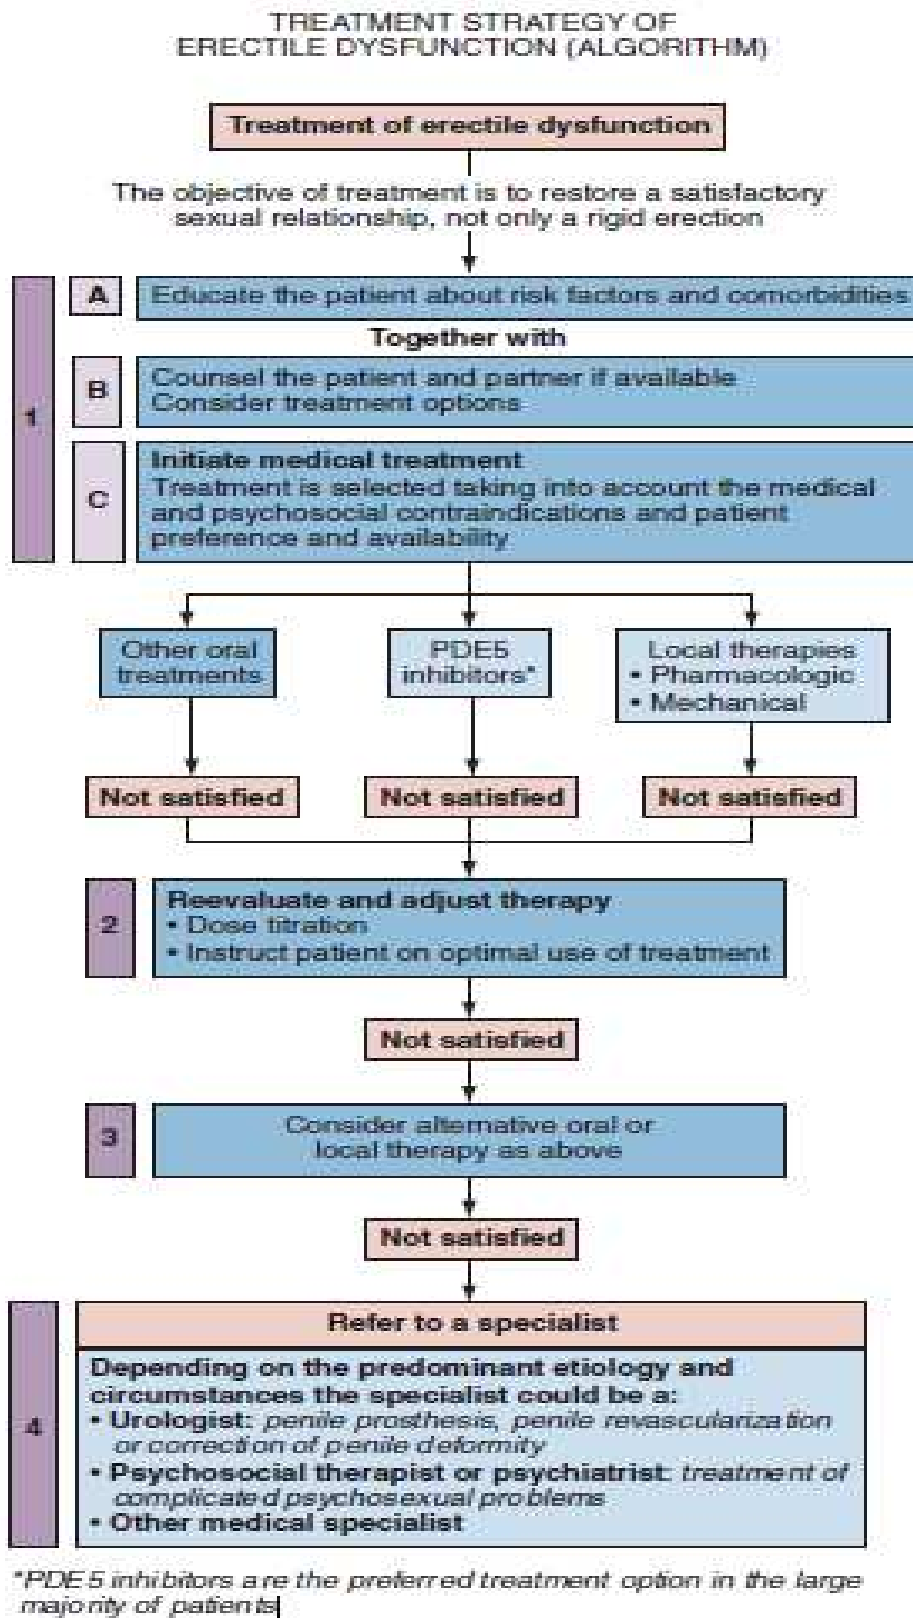 TREATMENT STRATEGY OF
ERECTILE DYSFUNCTION (ALGORITHM)
Treatment of erectile dysfunction
The objective of treatment is to restore a satisfactory
sexual relationship, not only a rigid erection
1
A
Educate the patient about risk factors and comorbidities
Together with
B
Counsel the patient and partner if available
Consider treatment options
C
Initiate medical treatment
Treatment is selected taking into account the medical
and psychosocial contraindications and patient
preference and availability
Other oral
treatments
PDE5
inhibitors*
Local therapies
• Pharmacologic
• Mechanical
Not satisfied
Not satisfied
Not satisfied
2
Reevaluate and adjust therapy
• Dose titration
• Instruct patient on optimal use of treatment
Not satisfied
3
Consider alternative oral or
local therapy as above
Not satisfied
4
Refer to a specialist
Depending on the predominant etiology and
circumstances the specialist could be a:
• Urologist: penile prosthesis, penile revascularization
or correction of penile deformity
• Psychosocial therapist or psychiatrist: treatment of
complicated psychosexual problems
• Other medical specialist
*PDE5 inhibitors are the preferred treatment option in the large
majority of patients